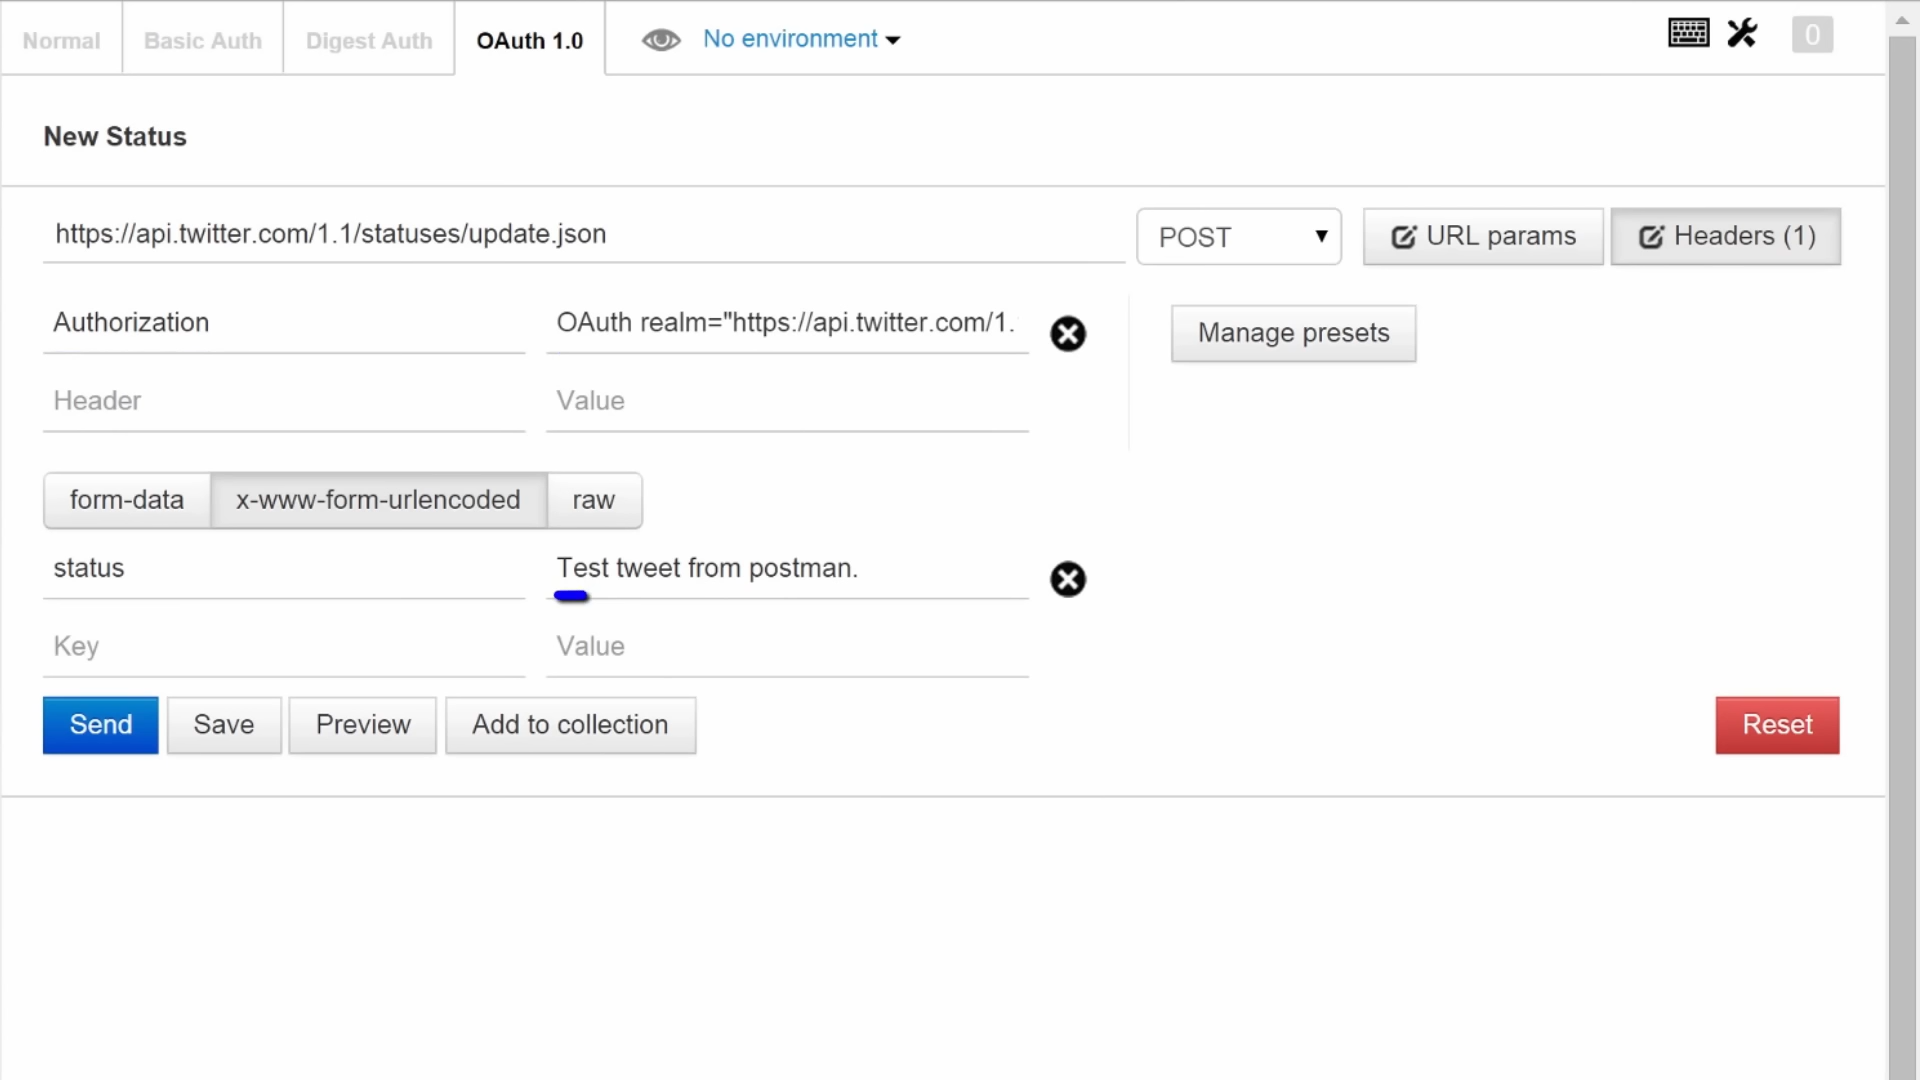 Normal Basic Auth Digest Auth OAuth 1.0 No environment 0
New Status
https://api.twitter.com/1.1/statuses/update.json POST URL params Headers (1)
Authorization OAuth realm="https://api.twitter.com/1. Manage presets
Header Value
form-data x-www-form-urlencoded raw
status Test tweet from postman.
Key Value
Send Save Preview Add to collection Reset